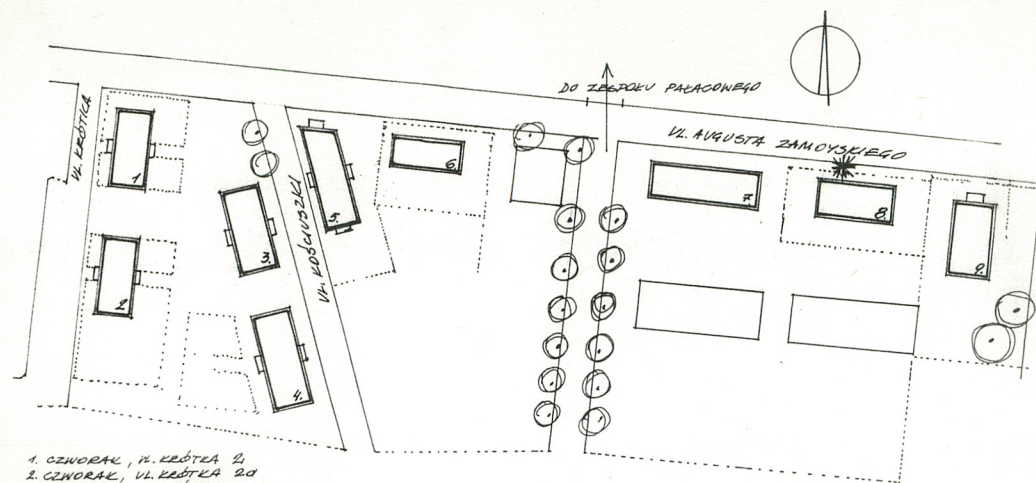 DO ZESPOŁU PAŁACOWEGO
UL. AUGUSTA ZAMOYSKIEGO
UL. KRÓTKA
UL. KOŚCIUSZKI
1
2
3.
4.
5.
6.
7
8.
9.
1. CZWORAK, UL. KRÓTKA 2
2. CZWORAK, UL. KRÓTKA 2a